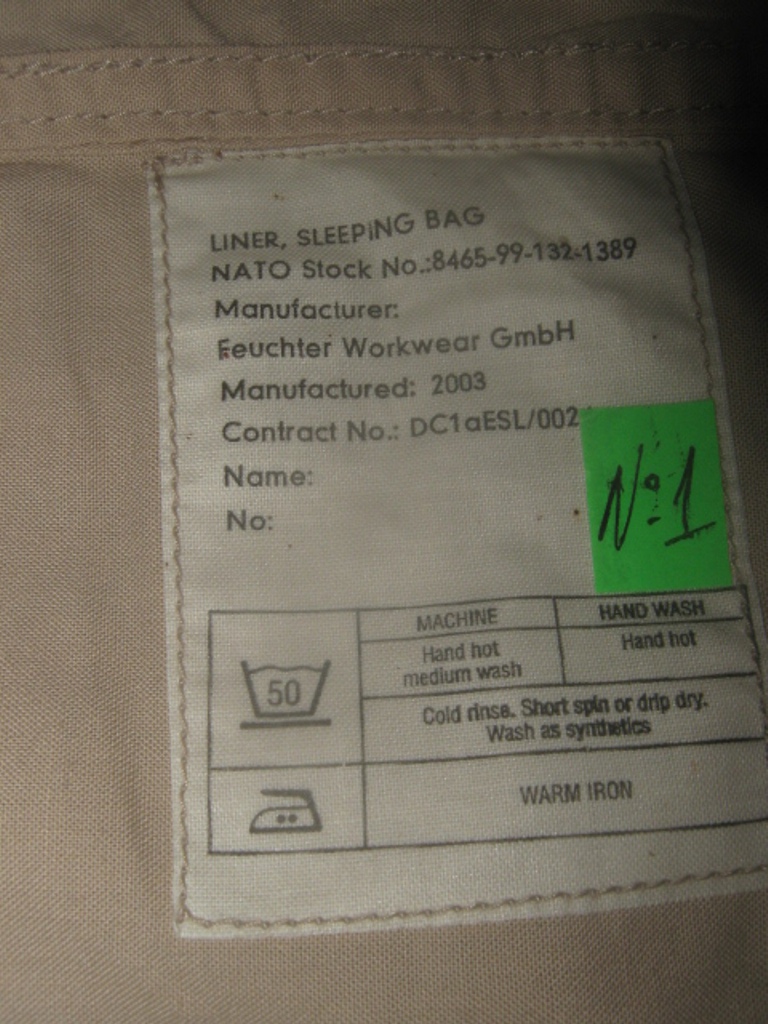 LINER, SLEEPING BAG
NATO Stock No.:8465-99-132-1389
Manufacturer:
Feuchter Workwear GmbH
Manufactured: 2003
Contract No.: DC1aESL/002
Name:
No:
№1
MACHINE
HAND WASH
Hand hot
medium wash
Hand hot
50
Cold rinse. Short spin or drip dry.
Wash as synthetics
WARM IRON